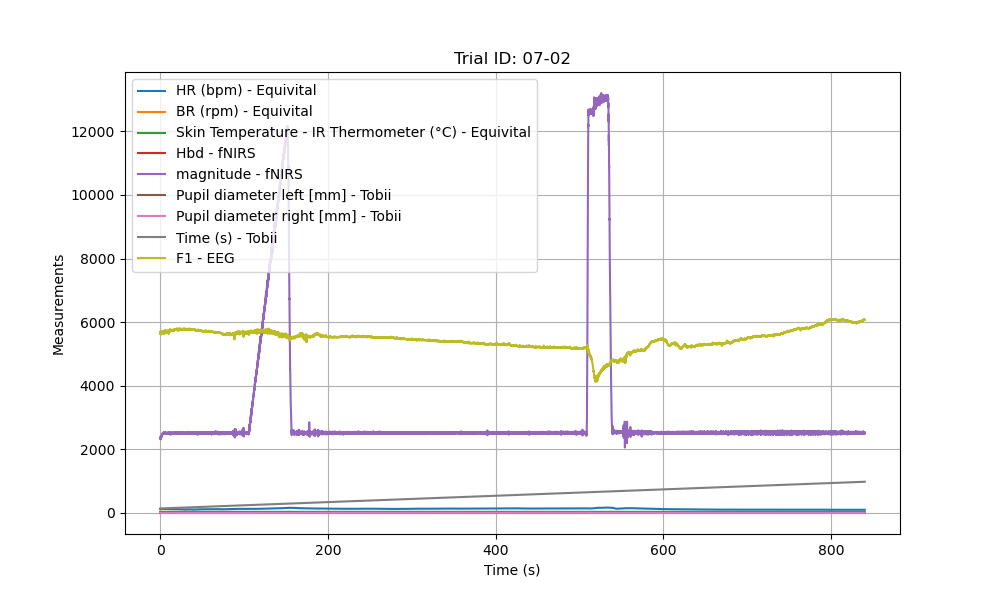 Trial ID: 07-02
HR (bpm) - Equivital
BR (rpm) - Equivital
Skin Temperature - IR Thermometer (°C) - Equivital
Hbd - fNIRS
magnitude - fNIRS
Pupil diameter left [mm] - Tobii
Pupil diameter right [mm] - Tobii
Time (s) - Tobii
F1 - EEG
Measurements
12000
10000
8000
6000
4000
2000
0
0 200 400 600 800
Time (s)